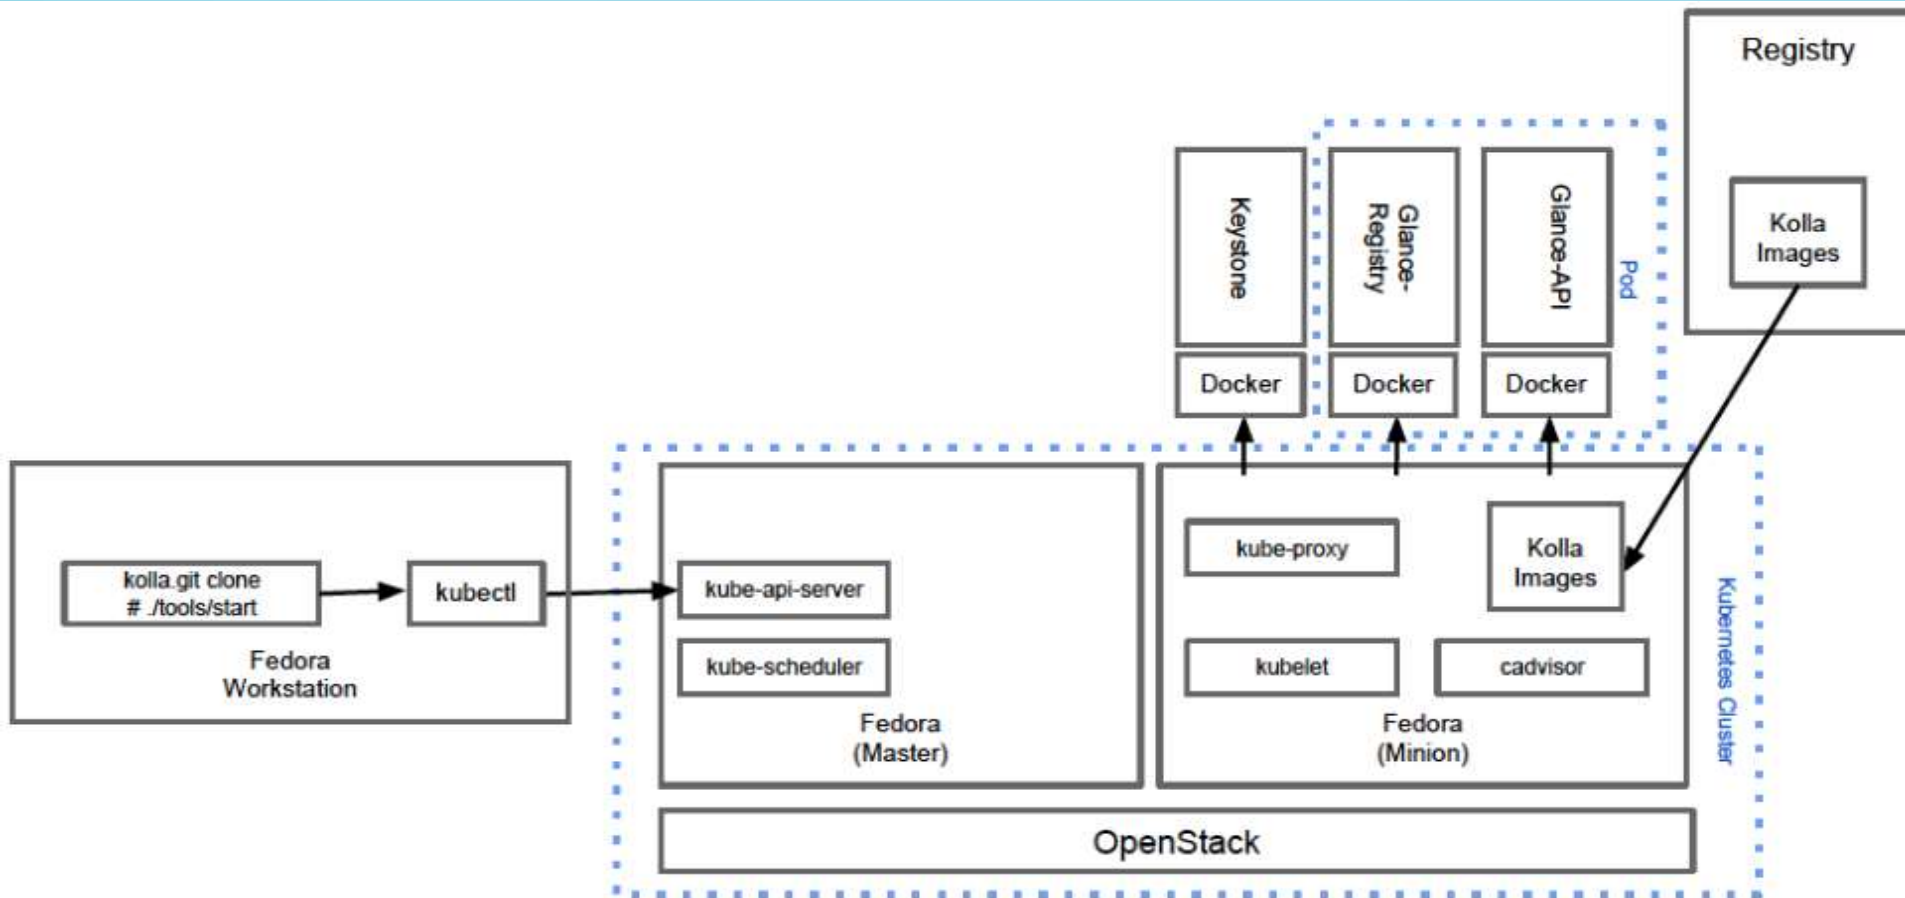 Registry
Kolla
Images
Keystone
Glance-
Registry
Glance-API
Pod
Docker
Docker
Docker
kolla.git clone
# ./tools/start
kubectl
Fedora
Workstation
kube-api-server
kube-scheduler
Fedora
(Master)
kube-proxy
Kolla
Images
kubelet
cadvisor
Fedora
(Minion)
Kubernetes Cluster
OpenStack